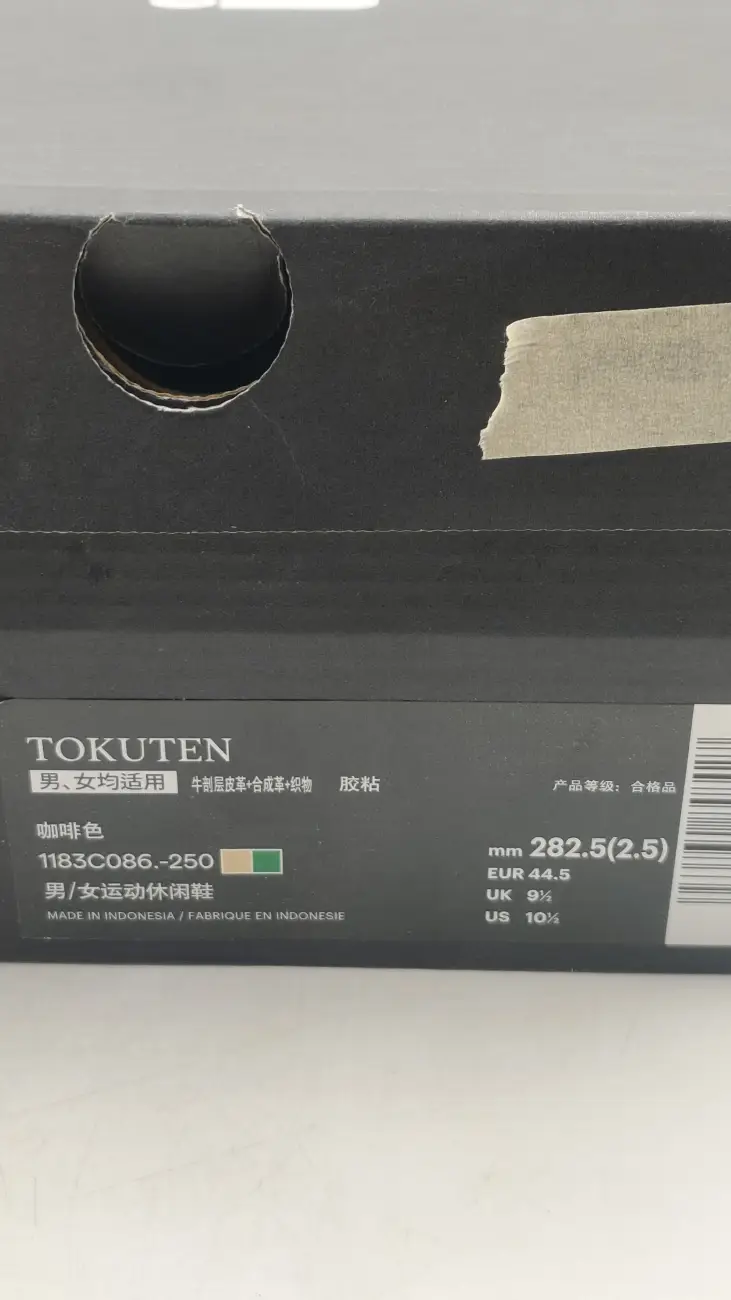 TOKUTEN
男、女均适用 牛剖层皮革+合成革+织物 胶粘
产品等级：合格品
咖啡色
1183C086.-250
男/女运动休闲鞋
MADE IN INDONESIA / FABRIQUE EN INDONESIE
mm 282.5(2.5)
EUR 44.5
UK 9½
US 10½